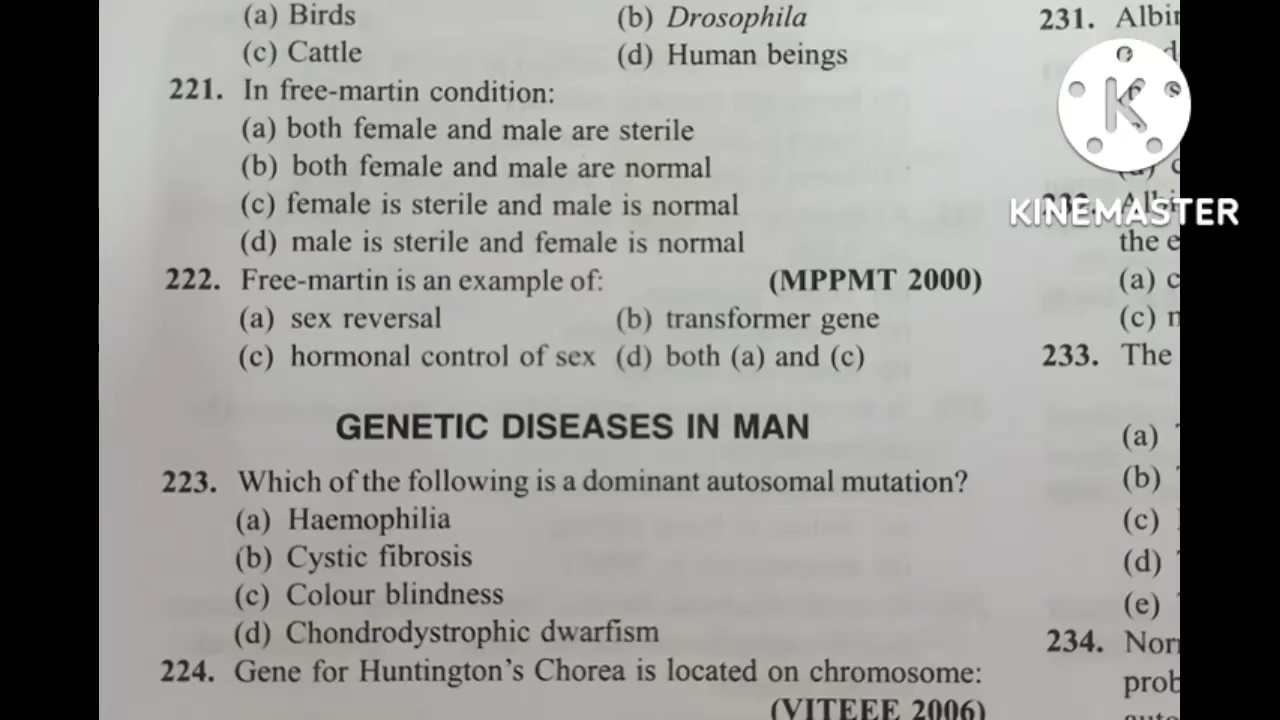 (a) Birds (b) Drosophila
(c) Cattle (d) Human beings
221. In free-martin condition:
(a) both female and male are sterile
(b) both female and male are normal
(c) female is sterile and male is normal
(d) male is sterile and female is normal
222. Free-martin is an example of: (MPPMT 2000)
(a) sex reversal (b) transformer gene
(c) hormonal control of sex (d) both (a) and (c)
GENETIC DISEASES IN MAN
223. Which of the following is a dominant autosomal mutation?
(a) Haemophilia
(b) Cystic fibrosis
(c) Colour blindness
(d) Chondrodystrophic dwarfism
224. Gene for Huntington's Chorea is located on chromosome:
(VITEEE 2006)
231.
K
KINEMASTER
the
(a)
(c)
233. The
(a)
(b)
(c)
(d)
(e)
234.